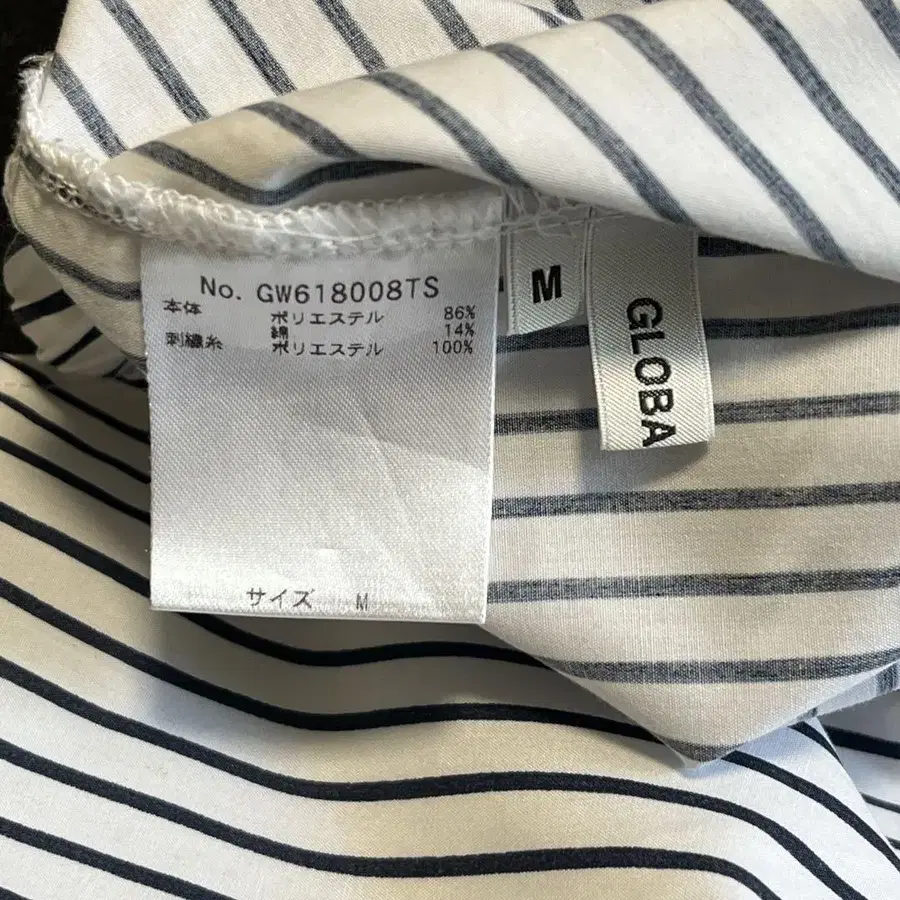 No. GW618008TS
本体 ポリエステル 86%
綿 14%
刺繍糸 ポリエステル 100%
サイズ M
M
GLOBA